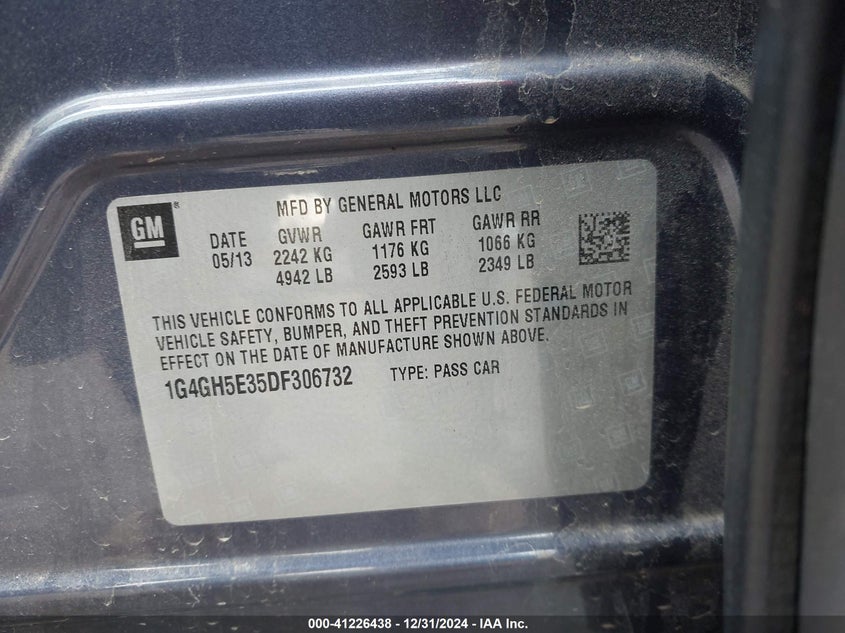 MFD BY GENERAL MOTORS LLC
GM ®
DATE GVWR GAWR FRT GAWR RR
05/13 2242 KG 1176 KG 1066 KG
4942 LB 2593 LB 2349 LB
THIS VEHICLE CONFORMS TO ALL APPLICABLE U.S. FEDERAL MOTOR
VEHICLE SAFETY, BUMPER, AND THEFT PREVENTION STANDARDS IN
EFFECT ON THE DATE OF MANUFACTURE SHOWN ABOVE.
1G4GH5E35DF306732 TYPE: PASS CAR
000-41226438 - 12/31/2024 - IAA Inc.